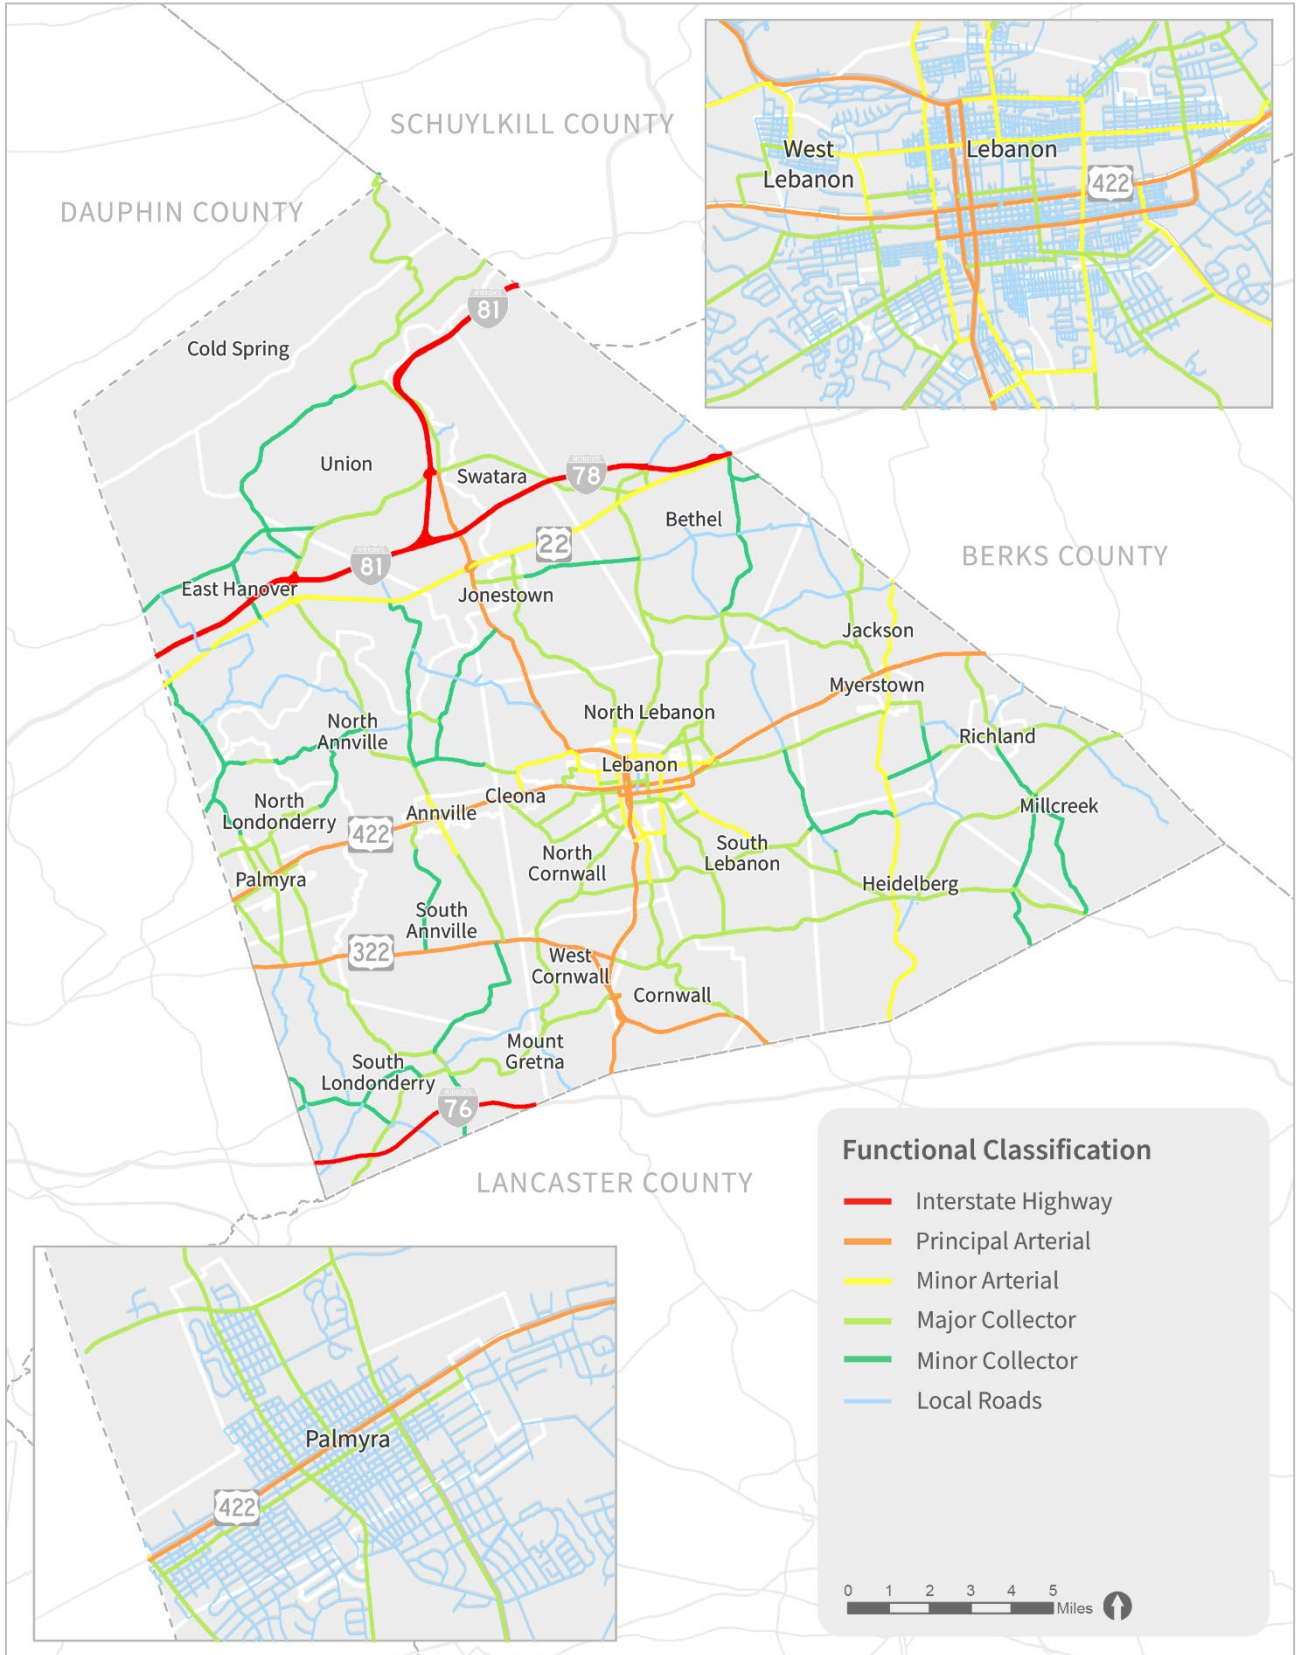 SCHUYLKILL COUNTY
DAUPHIN COUNTY
West
Lebanon
Lebanon
422
81
Cold Spring
Union
Swatara
78
Bethel
22
81
BERKS COUNTY
East Hanover
Jonestown
Jackson
Myerstown
North
Annville
North Lebanon
Richland
Lebanon
Cleona
North
Londonderry
Annville
Millcreek
422
North
Cornwall
South
Lebanon
Palmyra
Heidelberg
South
Annville
322
West
Cornwall
Cornwall
Mount
Gretna
South
Londonderry
76
LANCASTER COUNTY
Functional Classification
Interstate Highway
Principal Arterial
Minor Arterial
Major Collector
Minor Collector
Local Roads
0 1 2 3 4 5
Miles
Palmyra
422